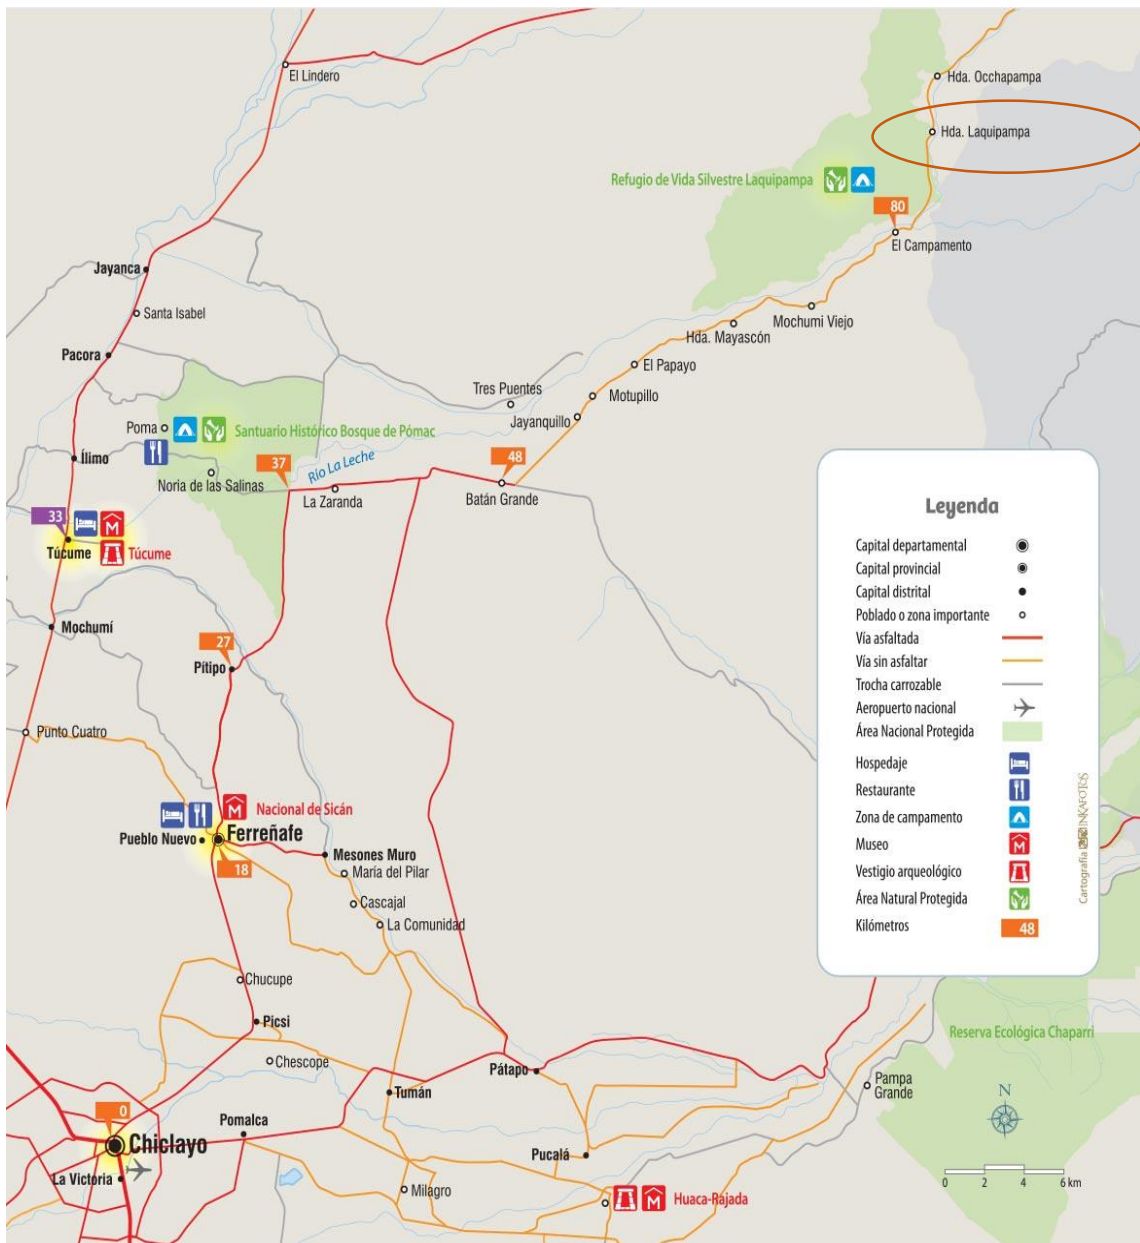 El Lindero
Hda. Occhapampa
Hda. Laquipampa
Refugio de Vida Silvestre Laquipampa
80
El Campamento
Jayanca
Santa Isabel
Mochumi Viejo
Hda. Mayascón
Pacora
El Papayo
Tres Puentes
Motupillo
Jayanquillo
Poma
Santuario Histórico Bosque de Pómac
Ílimo
37
Río La Leche
48
Noria de las Salinas
La Zaranda
Batán Grande
33
Túcume
Túcume
Mochumí
27
Pítipo
Punto Cuatro
Nacional de Sicán
Pueblo Nuevo
Ferreñafe
18
Mesones Muro
María del Pilar
Cascajal
La Comunidad
Chucupe
Picsi
Chescope
Pátapo
Tumán
Pampa
Grande
0
Chiclayo
Pomalca
La Victoria
Pucalá
Milagro
Huaca-Rajada
Reserva Ecológica Chaparri
N
0 2 4 6 km
Leyenda
Capital departamental
Capital provincial
Capital distrital
Poblado o zona importante
Vía asfaltada
Vía sin asfaltar
Trocha carrozable
Aeropuerto nacional
Área Nacional Protegida
Hospedaje
Restaurante
Zona de campamento
Museo
Vestigio arqueológico
Área Natural Protegida
Kilómetros 48
Cartografía INKAFOTOS